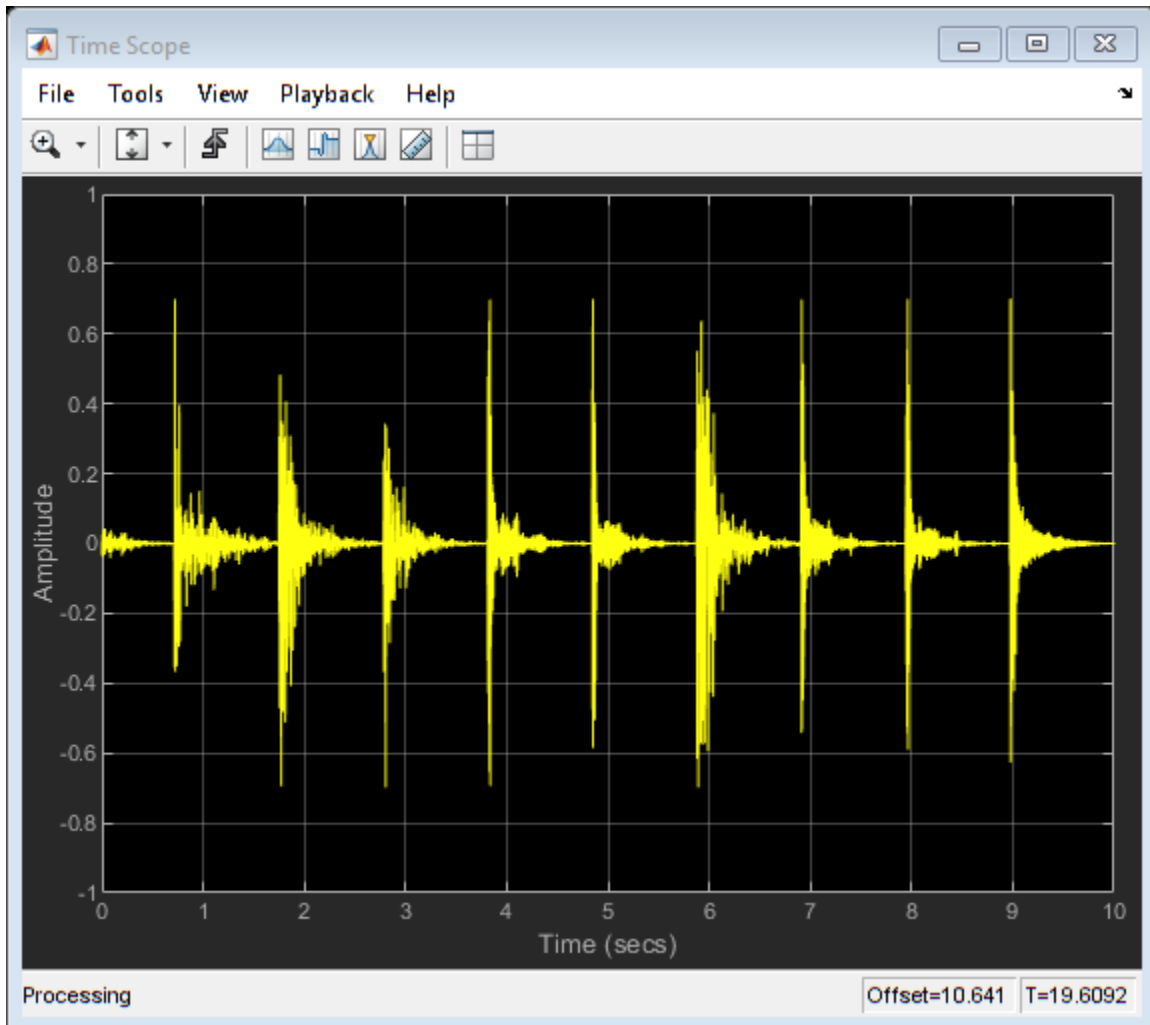 Time Scope
File Tools View Playback Help
1
0.8
0.6
0.4
0.2
0
-0.2
-0.4
-0.6
-0.8
-1
Amplitude
0 1 2 3 4 5 6 7 8 9 10
Time (secs)
Processing Offset=10.641 T=19.6092